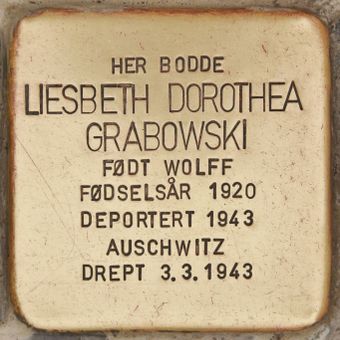 HER BODDE
LIESBETH DOROTHEA
GRABOWSKI
FØDT WOLFF
FØDSELSÅR 1920
DEPORTERT 1943
AUSCHWITZ
DREPT 3.3.1943